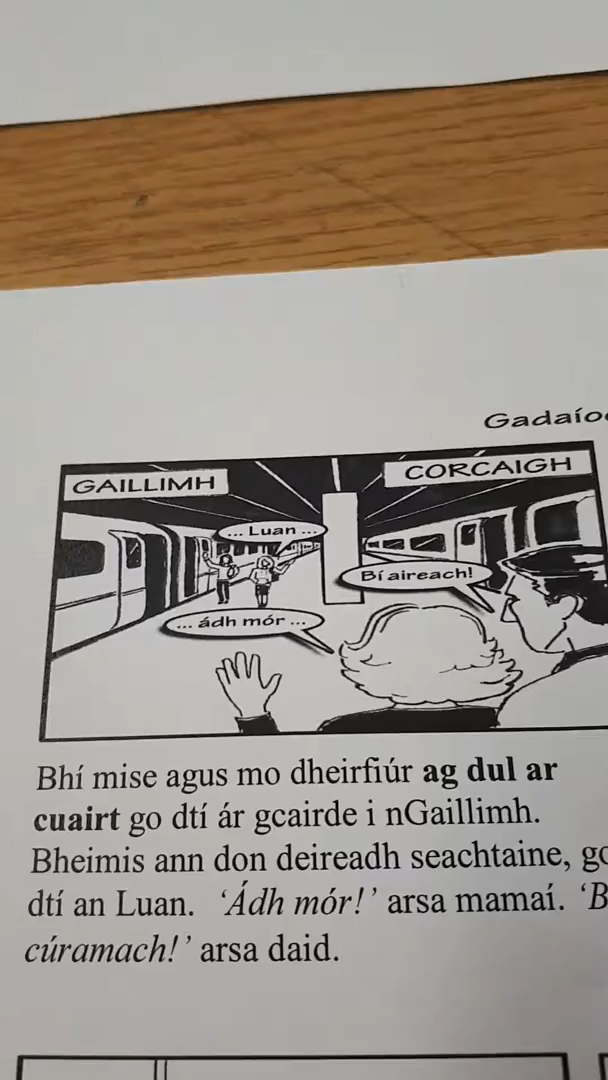 GAILLIMH
CORCAIGH
... Luan ...
Bí aireach!
... ádh mór ...
Bhí mise agus mo dheirfiúr ag dul ar
cuairt go dtí ár gcairde i nGaillimh.
Bheimis ann don deireadh seachtaine, go
dtí an Luan. ‘Ádh mór!’ arsa mamaí.
cúramach!’ arsa daid.